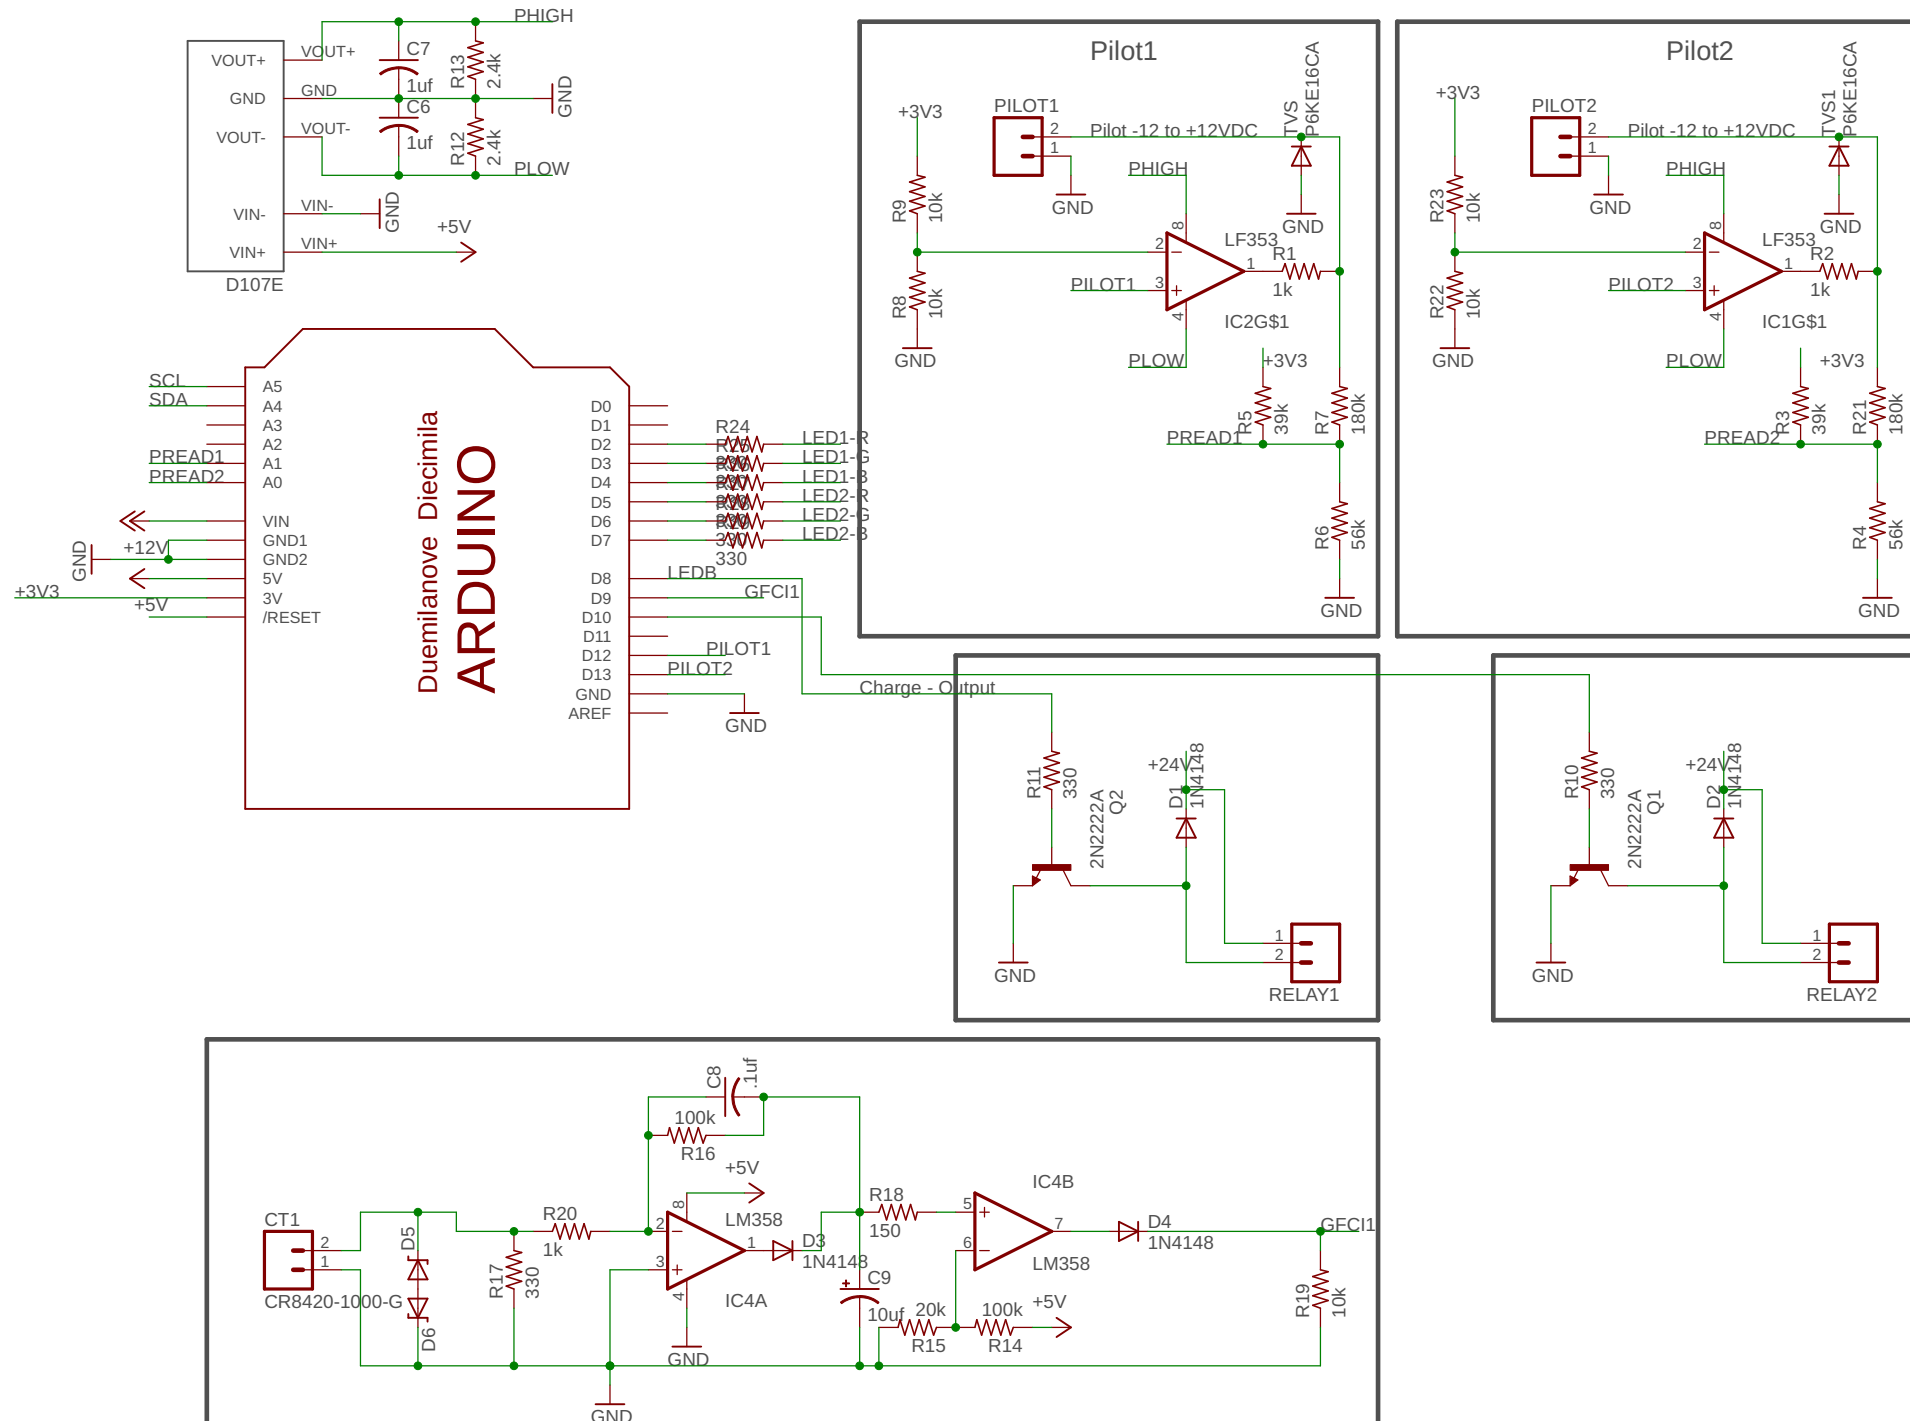 PHIGH
VOUT+ VOUT+
C7
1uf
R13
2.4k
GND GND
GND
C6
1uf
R12
2.4k
VOUT- VOUT-
PLOW
VIN- VIN-
GND
VIN+ VIN+
+5V
D107E
SCL A5
SDA A4
A3
A2
PREAD1 A1
PREAD2 A0
VIN
+12V GND1
GND GND2
5V
+3V3 3V
+5V /RESET
Duemilanove Diecimila
ARDUINO
D0
D1
D2 R24 LED1-R
D3 LED1-G
D4 LED1-B
D5 LED2-R
D6 LED2-G
D7 330 LED2-B
330
D8 LEDB
D9 GFCI1
D10
D11
D12 PILOT1
D13 PILOT2
GND
AREF
GND
Charge - Output
Pilot1
+3V3
PILOT1
2
1
Pilot -12 to +12VDC
TVS
P6KE16CA
GND
GND
PHIGH
R9
10k
R8
10k
GND
PILOT1
2
3
8
4
1
LF353
IC2G$1
R1
1k
PLOW
+3V3
R5
39k
R7
180k
PREAD1
R6
56k
GND
Pilot2
+3V3
PILOT2
2
1
Pilot -12 to +12VDC
TVS1
P6KE16CA
GND
GND
PHIGH
R23
10k
R22
10k
GND
PILOT2
2
3
8
4
1
LF353
IC1G$1
R2
1k
PLOW
+3V3
R3
39k
R21
180k
PREAD2
R4
56k
GND
R11
330
2N2222A
Q2
+24V
D1
1N4148
GND
1
2
RELAY1
R10
330
2N2222A
Q1
+24V
D2
1N4148
GND
1
2
RELAY2
C8
.1uf
100k
R16
+5V
CT1
2
1
CR8420-1000-G
D5
D6
R17
330
R20
1k
2
3
8
4
1
LM358
IC4A
GND
D3
1N4148
R18
150
C9
10uf
20k
R15
100k
R14
+5V
IC4B
5
6
7
LM358
D4
1N4148
GFCI1
R19
10k
GND